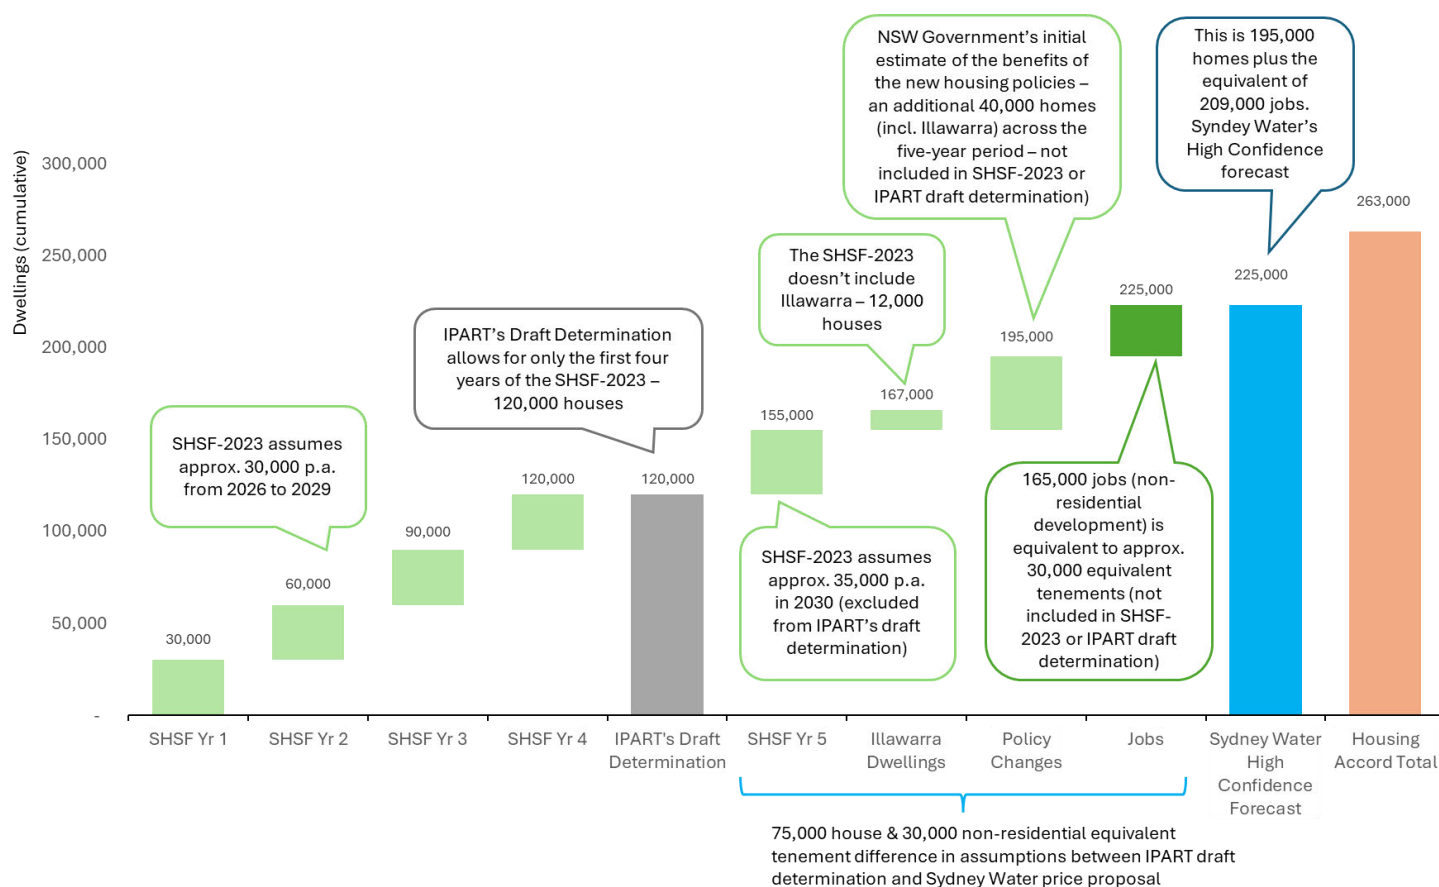 NSW Government's initial
estimate of the benefits of
the new housing policies –
an additional 40,000 homes
(incl. Illawarra) across the
five-year period – not
included in SHSF-2023 or
IPART draft determination)
This is 195,000
homes plus the
equivalent of
209,000 jobs.
Syndey Water's
High Confidence
forecast
The SHSF-2023
doesn't include
Illawarra – 12,000
houses
IPART's Draft Determination
allows for only the first four
years of the SHSF-2023 –
120,000 houses
SHSF-2023 assumes
approx. 30,000 p.a.
from 2026 to 2029
SHSF-2023 assumes
approx. 35,000 p.a.
in 2030 (excluded
from IPART's draft
determination)
165,000 jobs (non-
residential
development) is
equivalent to approx.
30,000 equivalent
tenements (not
included in SHSF-
2023 or IPART draft
determination)
Dwellings (cumulative)
300,000
250,000
200,000
150,000
100,000
50,000
-
30,000
60,000
90,000
120,000
120,000
155,000
167,000
195,000
225,000
225,000
263,000
SHSF Yr 1
SHSF Yr 2
SHSF Yr 3
SHSF Yr 4
IPART's Draft
Determination
SHSF Yr 5
Illawarra
Dwellings
Policy
Changes
Jobs
Sydney Water
High
Confidence
Forecast
Housing
Accord Total
75,000 house & 30,000 non-residential equivalent
tenement difference in assumptions between IPART draft
determination and Sydney Water price proposal